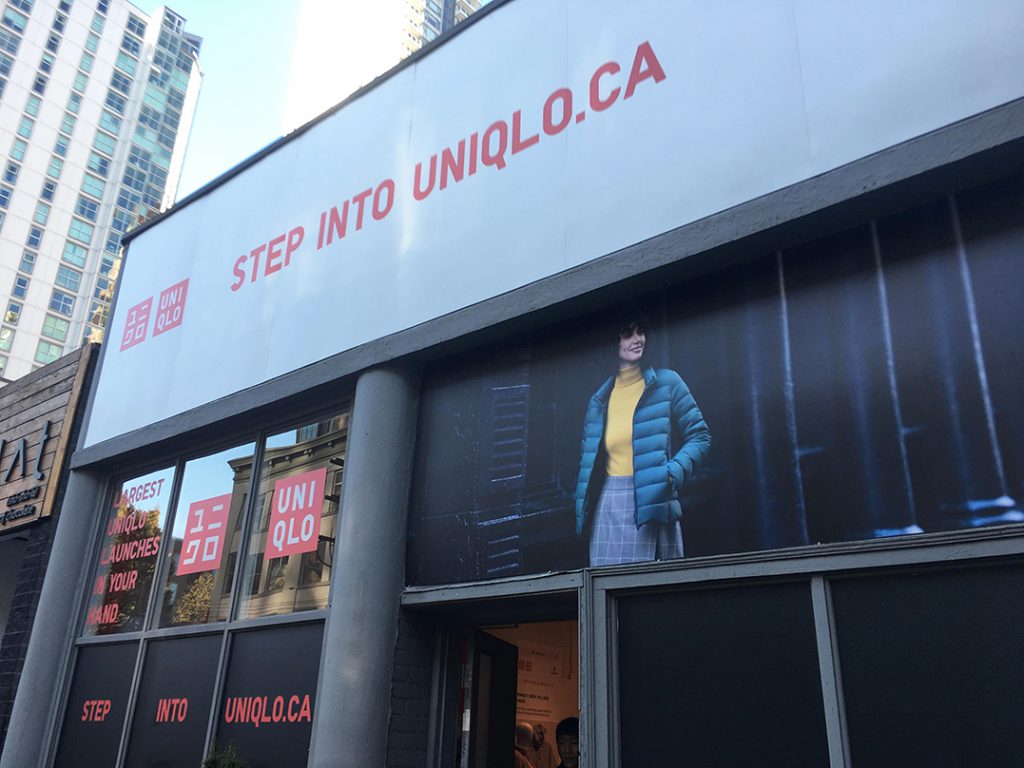 STEP INTO UNIQLO.CA
ユニ
クロ
UNI
QLO
LARGEST
UNIQLO
LAUNCHES
IN YOUR
HAND
ユニ
クロ
UNI
QLO
STEP INTO UNIQLO.CA